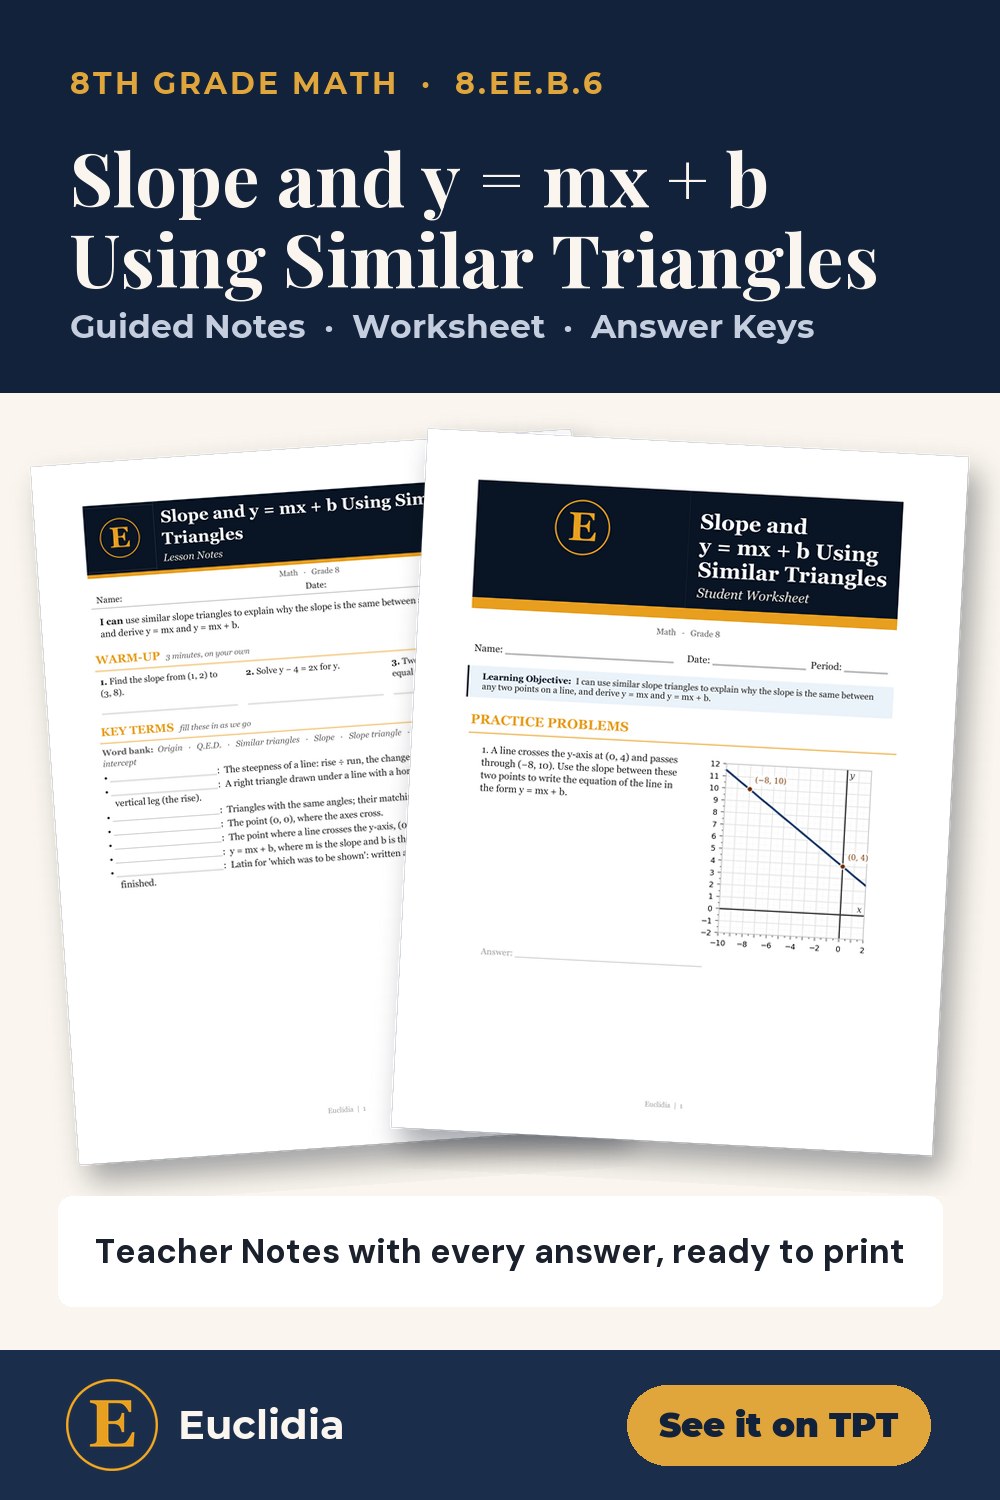 8TH GRADE MATH · 8.EE.B.6
Slope and y = mx + b
Using Similar Triangles
Guided Notes · Worksheet · Answer Keys
E
Slope and y = mx + b Using Sim
Triangles
Lesson Notes
Math · Grade 8
Name:
Date:
I can use similar slope triangles to explain why the slope is the same between
and derive y = mx and y = mx + b.
WARM-UP 3 minutes, on your own
1. Find the slope from (1, 2) to
(3, 8).
2. Solve y − 4 = 2x for y.
3. Tw
equal
KEY TERMS fill these in as we go
Word bank: Origin · Q.E.D. · Similar triangles · Slope · Slope triangle ·
intercept
• : The steepness of a line: rise ÷ run, the change
• : A right triangle drawn under a line with a hor
vertical leg (the rise).
• : Triangles with the same angles; their matchi
• : The point (0, 0), where the axes cross.
• : The point where a line crosses the y-axis, (0
• : y = mx + b, where m is the slope and b is th
• : Latin for 'which was to be shown': written a
finished.
Euclidia | 1
E
Slope and
y = mx + b Using
Similar Triangles
Student Worksheet
Math · Grade 8
Name: Date: Period:
Learning Objective: I can use similar slope triangles to explain why the slope is the same between
any two points on a line, and derive y = mx and y = mx + b.
PRACTICE PROBLEMS
1. A line crosses the y-axis at (0, 4) and passes
through (−8, 10). Use the slope between these
two points to write the equation of the line in
the form y = mx + b.
12
11
10
9
8
7
6
5
4
3
2
1
0
−1
−2
−10 −8 −6 −4 −2 0 2
y
x
(−8, 10)
(0, 4)
Answer:
Euclidia | 1
Teacher Notes with every answer, ready to print
E
Euclidia
See it on TPT